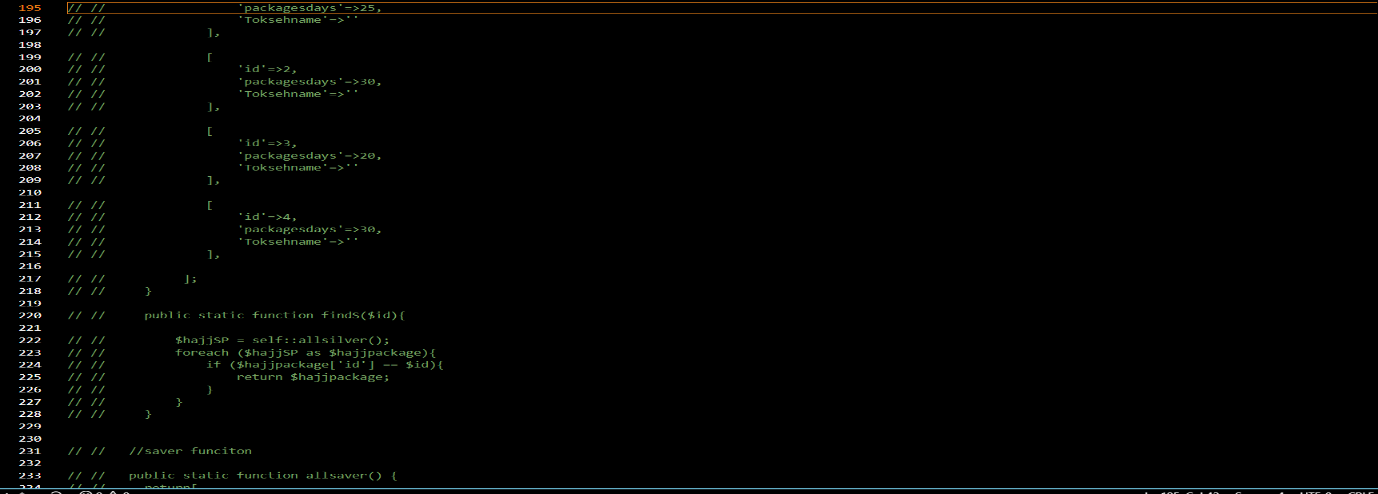 195 // // 'packagesdays'=>25,
196 // // 'Toksehname'=>''
197 // // ],
198
199 // // [
200 // // 'id'=>2,
201 // // 'packagesdays'=>30,
202 // // 'Toksehname'=>''
203 // // ],
204
205 // // [
206 // // 'id'=>3,
207 // // 'packagesdays'=>20,
208 // // 'Toksehname'=>''
209 // // ],
210
211 // // [
212 // // 'id'=>4,
213 // // 'packagesdays'=>30,
214 // // 'Toksehname'=>''
215 // // ],
216
217 // // ];
218 // // }
219
220 // // public static function findS($id){
221
222 // // $hajjSP = self::allsilver();
223 // // foreach ($hajjSP as $hajjpackage){
224 // // if ($hajjpackage['id'] == $id){
225 // // return $hajjpackage;
226 // // }
227 // // }
228 // // }
229
230
231 // // //saver funciton
232
233 // // public static function allsaver() {
234 // // return[